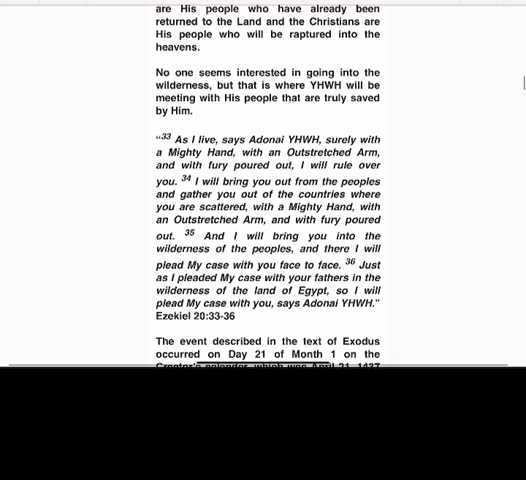 are His people who have already been
returned to the Land and the Christians are
His people who will be raptured into the
heavens.
No one seems interested in going into the
wilderness, but that is where YHWH will be
meeting with His people that are truly saved
by Him.
“33 As I live, says Adonai YHWH, surely with
a Mighty Hand, with an Outstretched Arm,
and with fury poured out, I will rule over
you. 34 I will bring you out from the peoples
and gather you out of the countries where
you are scattered, with a Mighty Hand, with
an Outstretched Arm, and with fury poured
out. 35 And I will bring you into the
wilderness of the peoples, and there I will
plead My case with you face to face. 36 Just
as I pleaded My case with your fathers in the
wilderness of the land of Egypt, so I will
plead My case with you, says Adonai YHWH.”
Ezekiel 20:33-36
The event described in the text of Exodus
occurred on Day 21 of Month 1 on the